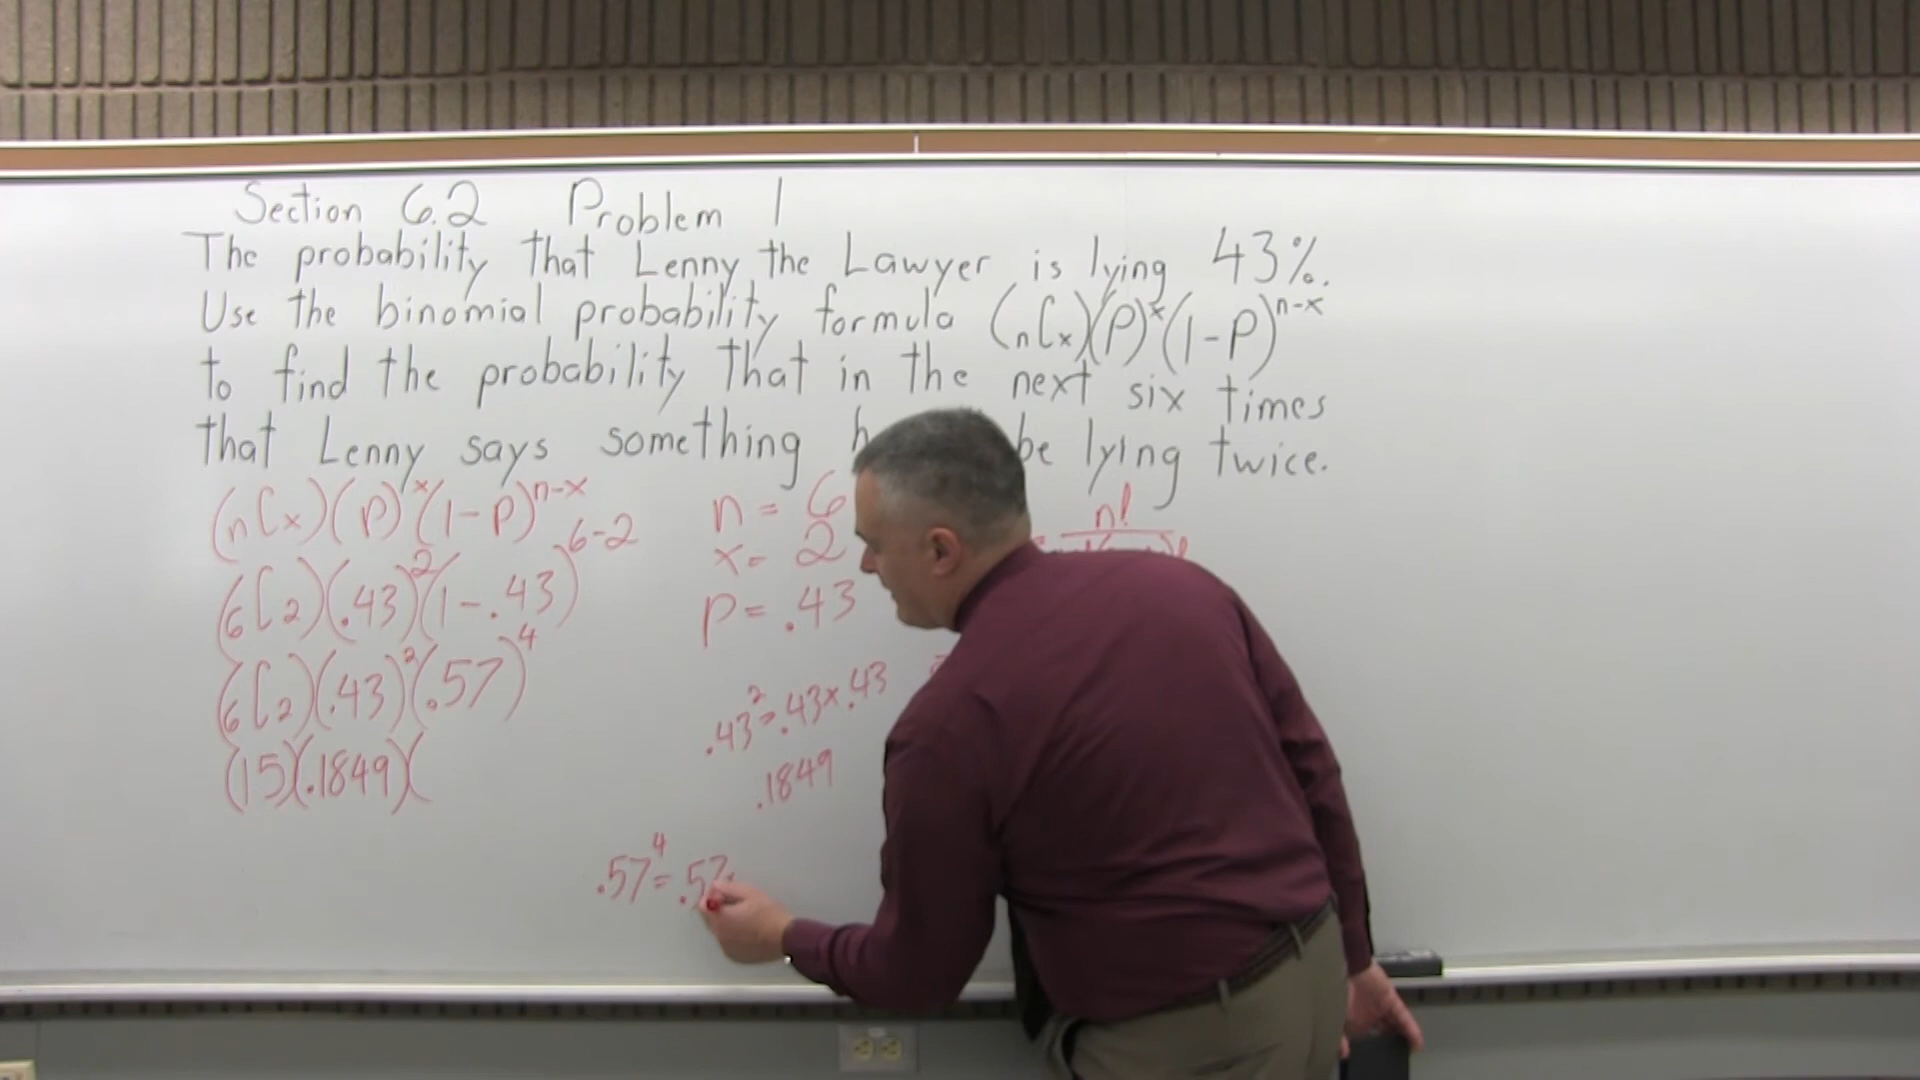 Section 6.2 Problem 1
The probability that Lenny the Lawyer is lying 43%.
Use the binomial probability formula (nCx)(P)^x(1-P)^n-x
to find the probability that in the next six times
that Lenny says something be lying twice.
(nCx)(P)^x(1-P)^n-x
(6C2)(.43)^2(1-.43)^6-2
(6C2)(.43)^2(.57)^4
(15)(.1849)(
n = 6
x = 2
P = .43
.43^2 = .43x.43
.1849
n!
.57^4 = .57